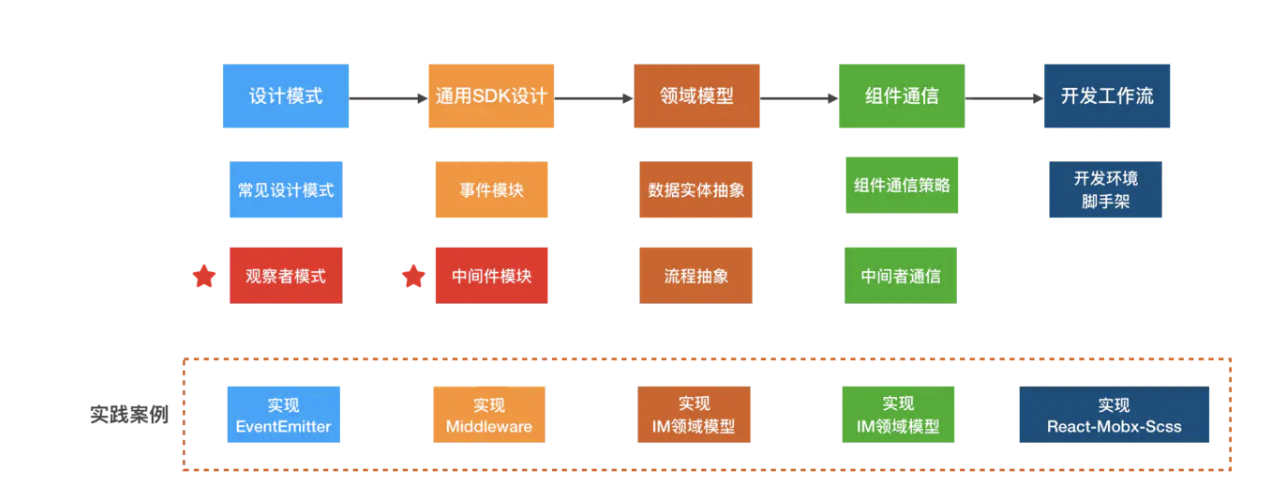 设计模式
通用SDK设计
领域模型
组件通信
开发工作流
常见设计模式
事件模块
数据实体抽象
组件通信策略
开发环境
脚手架
观察者模式
中间件模块
流程抽象
中间者通信
实践案例
实现
EventEmitter
实现
Middleware
实现
IM领域模型
实现
IM领域模型
实现
React-Mobx-Scss